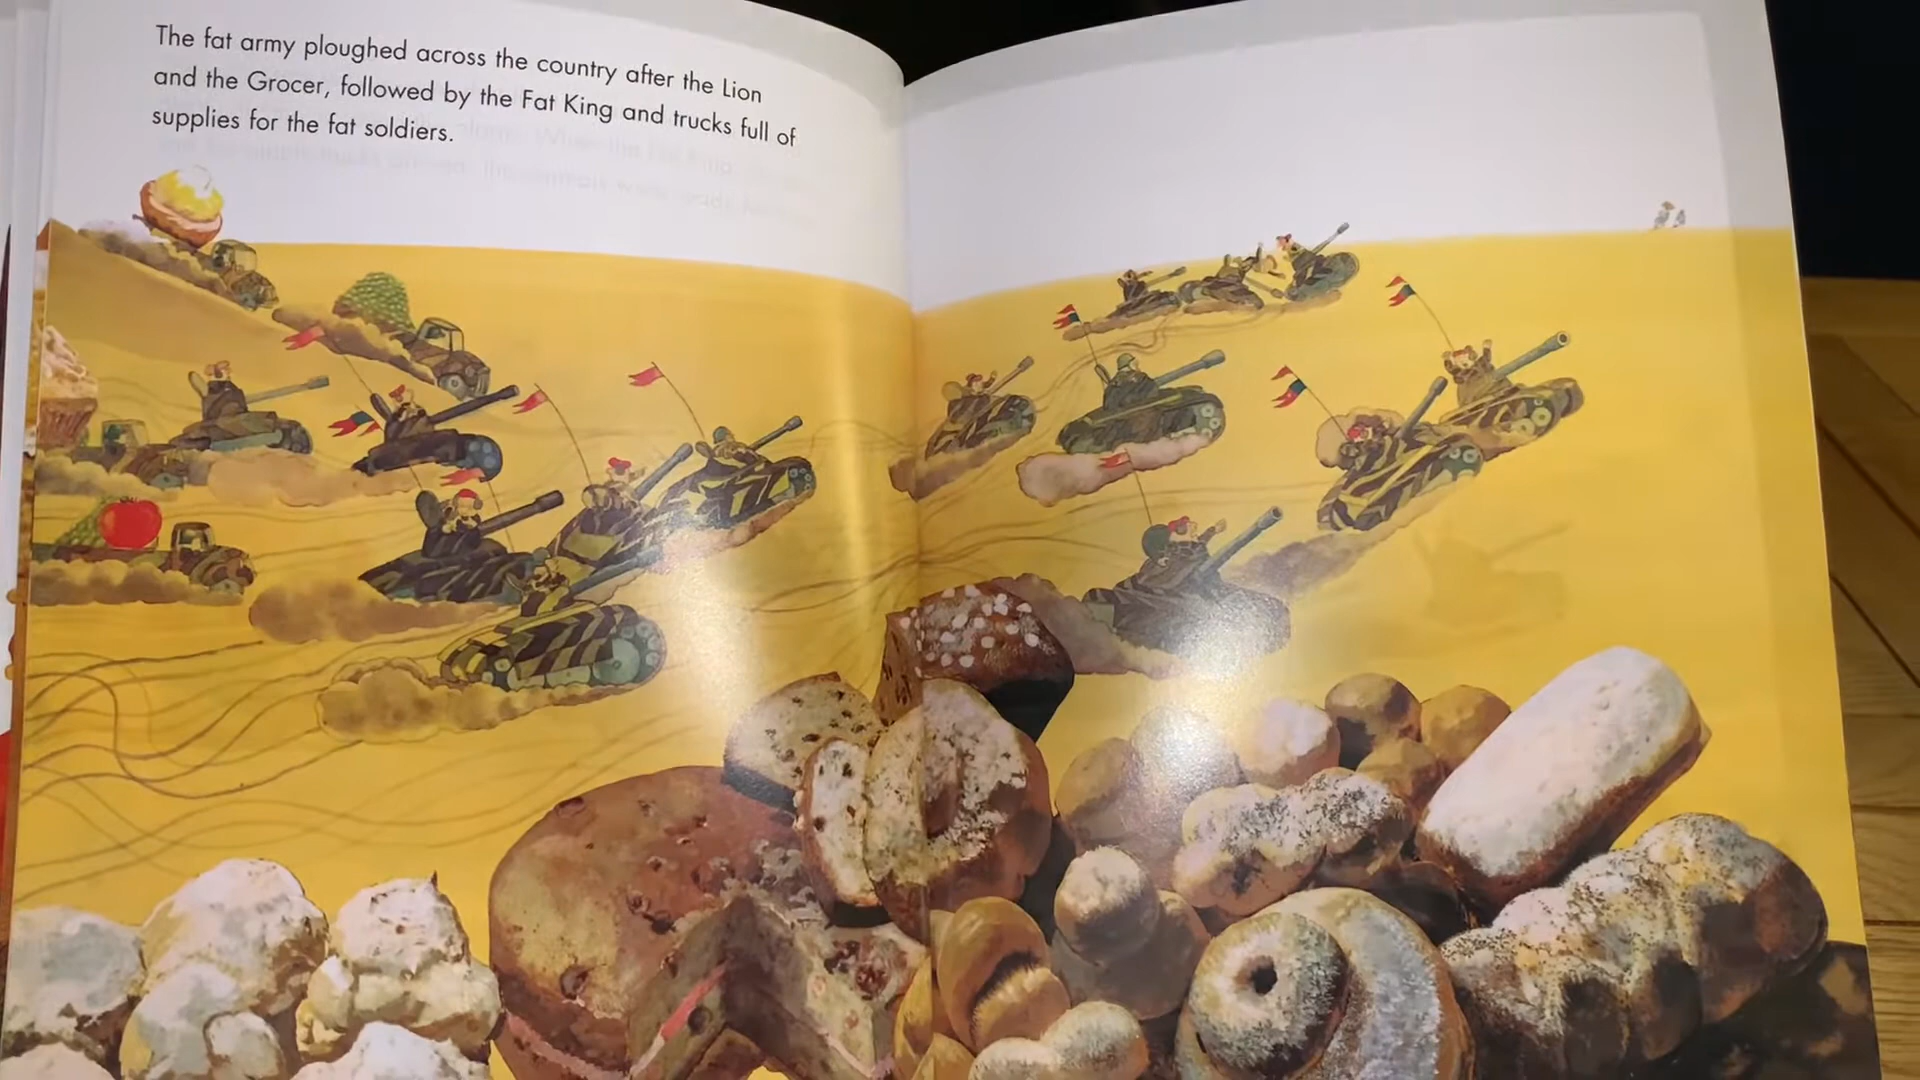 The fat army ploughed across the country after the Lion
and the Grocer, followed by the Fat King and trucks full of
supplies for the fat soldiers.